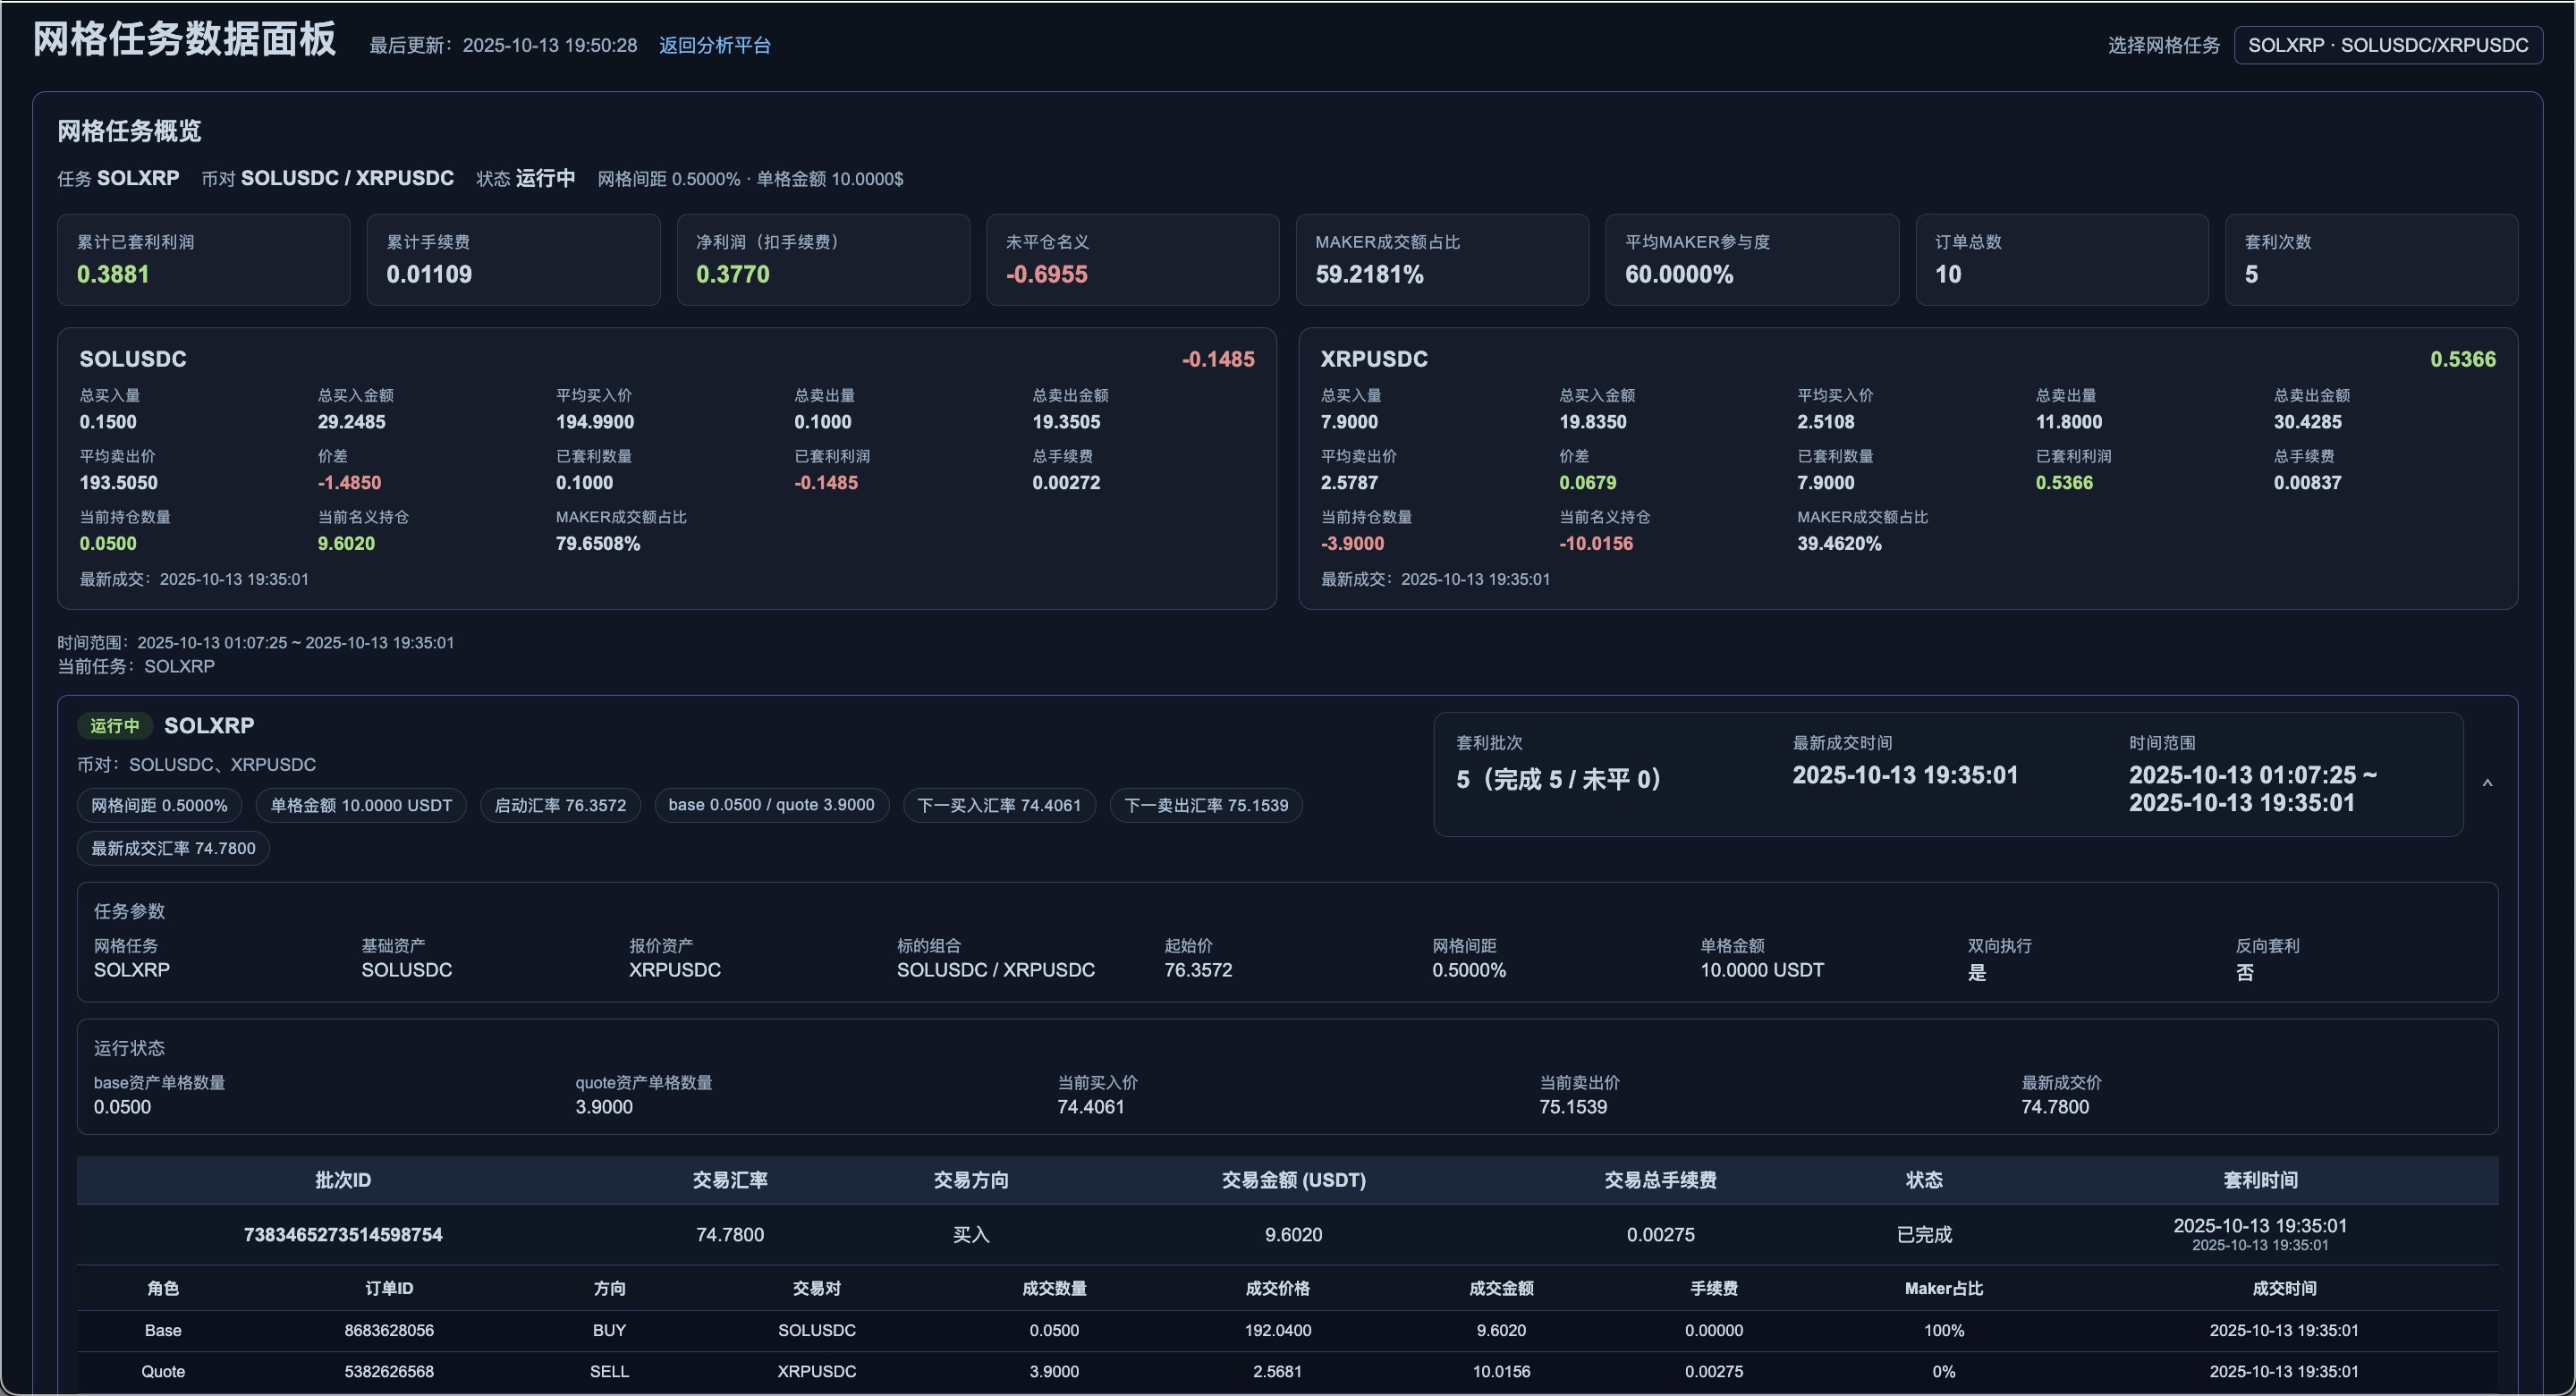 网格任务数据面板 最后更新：2025-10-13 19:50:28 返回分析平台 选择网格任务 SOLXRP · SOLUSDC/XRPUSDC
网格任务概览
任务 SOLXRP 币对 SOLUSDC / XRPUSDC 状态 运行中 网格间距 0.5000% · 单格金额 10.0000$
累计已套利利润 累计手续费 净利润（扣手续费） 未平仓名义 MAKER成交额占比 平均MAKER参与度 订单总数 套利次数
0.3881 0.01109 0.3770 -0.6955 59.2181% 60.0000% 10 5
SOLUSDC -0.1485
总买入量 总买入金额 平均买入价 总卖出量 总卖出金额
0.1500 29.2485 194.9900 0.1000 19.3505
平均卖出价 价差 已套利数量 已套利利润 总手续费
193.5050 -1.4850 0.1000 -0.1485 0.00272
当前持仓数量 当前名义持仓 MAKER成交额占比
0.0500 9.6020 79.6508%
最新成交：2025-10-13 19:35:01
XRPUSDC 0.5366
总买入量 总买入金额 平均买入价 总卖出量 总卖出金额
7.9000 19.8350 2.5108 11.8000 30.4285
平均卖出价 价差 已套利数量 已套利利润 总手续费
2.5787 0.0679 7.9000 0.5366 0.00837
当前持仓数量 当前名义持仓 MAKER成交额占比
-3.9000 -10.0156 39.4620%
最新成交：2025-10-13 19:35:01
时间范围：2025-10-13 01:07:25 ~ 2025-10-13 19:35:01
当前任务：SOLXRP
运行中 SOLXRP
币对：SOLUSDC、XRPUSDC
网格间距 0.5000% 单格金额 10.0000 USDT 启动汇率 76.3572 base 0.0500 / quote 3.9000 下一买入汇率 74.4061 下一卖出汇率 75.1539
最新成交汇率 74.7800
套利批次 最新成交时间 时间范围
5（完成 5 / 未平 0） 2025-10-13 19:35:01 2025-10-13 01:07:25 ~
2025-10-13 19:35:01
任务参数
网格任务 基础资产 报价资产 标的组合 起始价 网格间距 单格金额 双向执行 反向套利
SOLXRP SOLUSDC XRPUSDC SOLUSDC / XRPUSDC 76.3572 0.5000% 10.0000 USDT 是 否
运行状态
base资产单格数量 quote资产单格数量 当前买入价 当前卖出价 最新成交价
0.0500 3.9000 74.4061 75.1539 74.7800
批次ID 交易汇率 交易方向 交易金额 (USDT) 交易总手续费 状态 套利时间
7383465273514598754 74.7800 买入 9.6020 0.00275 已完成 2025-10-13 19:35:01
2025-10-13 19:35:01
角色 订单ID 方向 交易对 成交数量 成交价格 成交金额 手续费 Maker占比 成交时间
Base 8683628056 BUY SOLUSDC 0.0500 192.0400 9.6020 0.00000 100% 2025-10-13 19:35:01
Quote 5382626568 SELL XRPUSDC 3.9000 2.5681 10.0156 0.00275 0% 2025-10-13 19:35:01